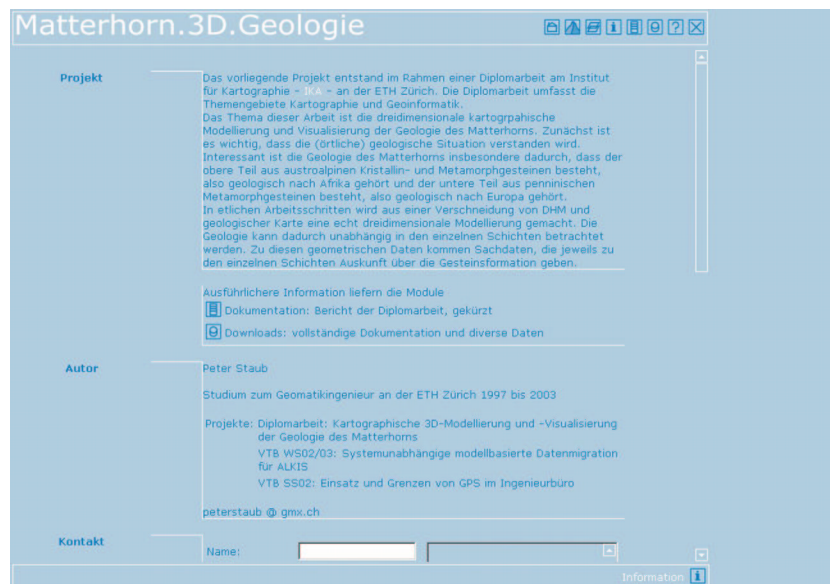 Matterhorn.3D.Geologie
Projekt
Das vorliegende Projekt entstand im Rahmen einer Diplomarbeit am Institut
für Kartographie - IKA - an der ETH Zürich. Die Diplomarbeit umfasst die
Themengebiete Kartographie und Geoinformatik.
Das Thema dieser Arbeit ist die dreidimensionale kartogrpahische
Modellierung und Visualisierung der Geologie des Matterhorns. Zunächst ist
es wichtig, dass die (örtliche) geologische Situation verstanden wird.
Interessant ist die Geologie des Matterhorns insbesondere dadurch, dass der
obere Teil aus austroalpinen Kristallin- und Metamorphgesteinen besteht,
also geologisch nach Afrika gehört und der untere Teil aus penninischen
Metamorphgesteinen besteht, also geologisch nach Europa gehört.
In etlichen Arbeitsschritten wird aus einer Verschneidung von DHM und
geologischer Karte eine echt dreidimensionale Modellierung gemacht. Die
Geologie kann dadurch unabhängig in den einzelnen Schichten betrachtet
werden. Zu diesen geometrischen Daten kommen Sachdaten, die jeweils zu
den einzelnen Schichten Auskunft über die Gesteinsformation geben.
Ausführlichere Information liefern die Module
Dokumentation: Bericht der Diplomarbeit, gekürzt
Downloads: vollständige Dokumentation und diverse Daten
Autor
Peter Staub
Studium zum Geomatikingenieur an der ETH Zürich 1997 bis 2003
Projekte: Diplomarbeit: Kartographische 3D-Modellierung und -Visualisierung
der Geologie des Matterhorns
VTB WS02/03: Systemunabhängige modellbasierte Datenmigration
für ALKIS
VTB SS02: Einsatz und Grenzen von GPS im Ingenieurbüro
peterstaub @ gmx.ch
Kontakt
Name:
Information i